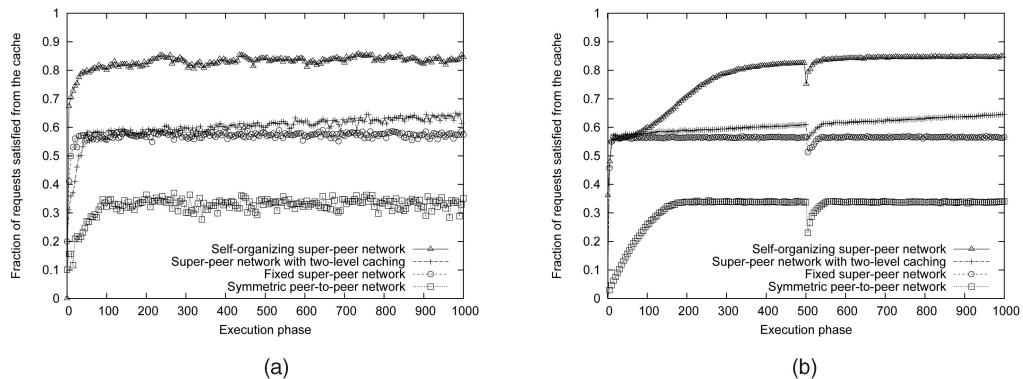 1
0.9
0.8
0.7
0.6
0.5
0.4
0.3
0.2
0.1
0
Fraction of requests satisfied from the cache
Self-organizing super-peer network
Super-peer network with two-level caching
Fixed super-peer network
Symmetric peer-to-peer network
0 100 200 300 400 500 600 700 800 900 1000
Execution phase
(a)
1
0.9
0.8
0.7
0.6
0.5
0.4
0.3
0.2
0.1
0
Fraction of requests satisfied from the cache
Self-organizing super-peer network
Super-peer network with two-level caching
Fixed super-peer network
Symmetric peer-to-peer network
0 100 200 300 400 500 600 700 800 900 1000
Execution phase
(b)